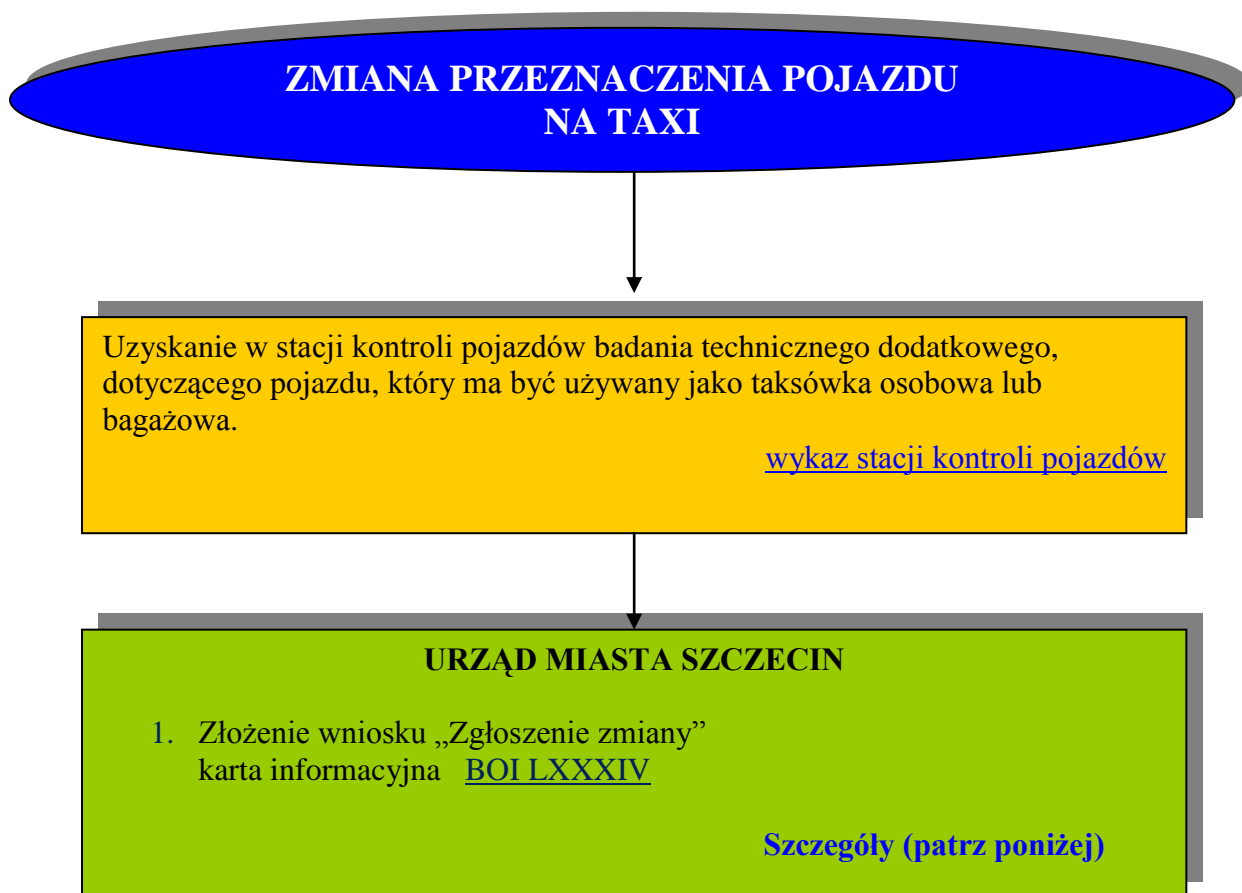 ZMIANA PRZEZNACZENIA POJAZDU
NA TAXI
Uzyskanie w stacji kontroli pojazdów badania technicznego dodatkowego,
dotyczącego pojazdu, który ma być używany jako taksówka osobowa lub
bagażowa.
wykaz stacji kontroli pojazdów
URZĄD MIASTA SZCZECIN
1. Złożenie wniosku „Zgłoszenie zmiany”
karta informacyjna BOI LXXXIV
Szczegóły (patrz poniżej)